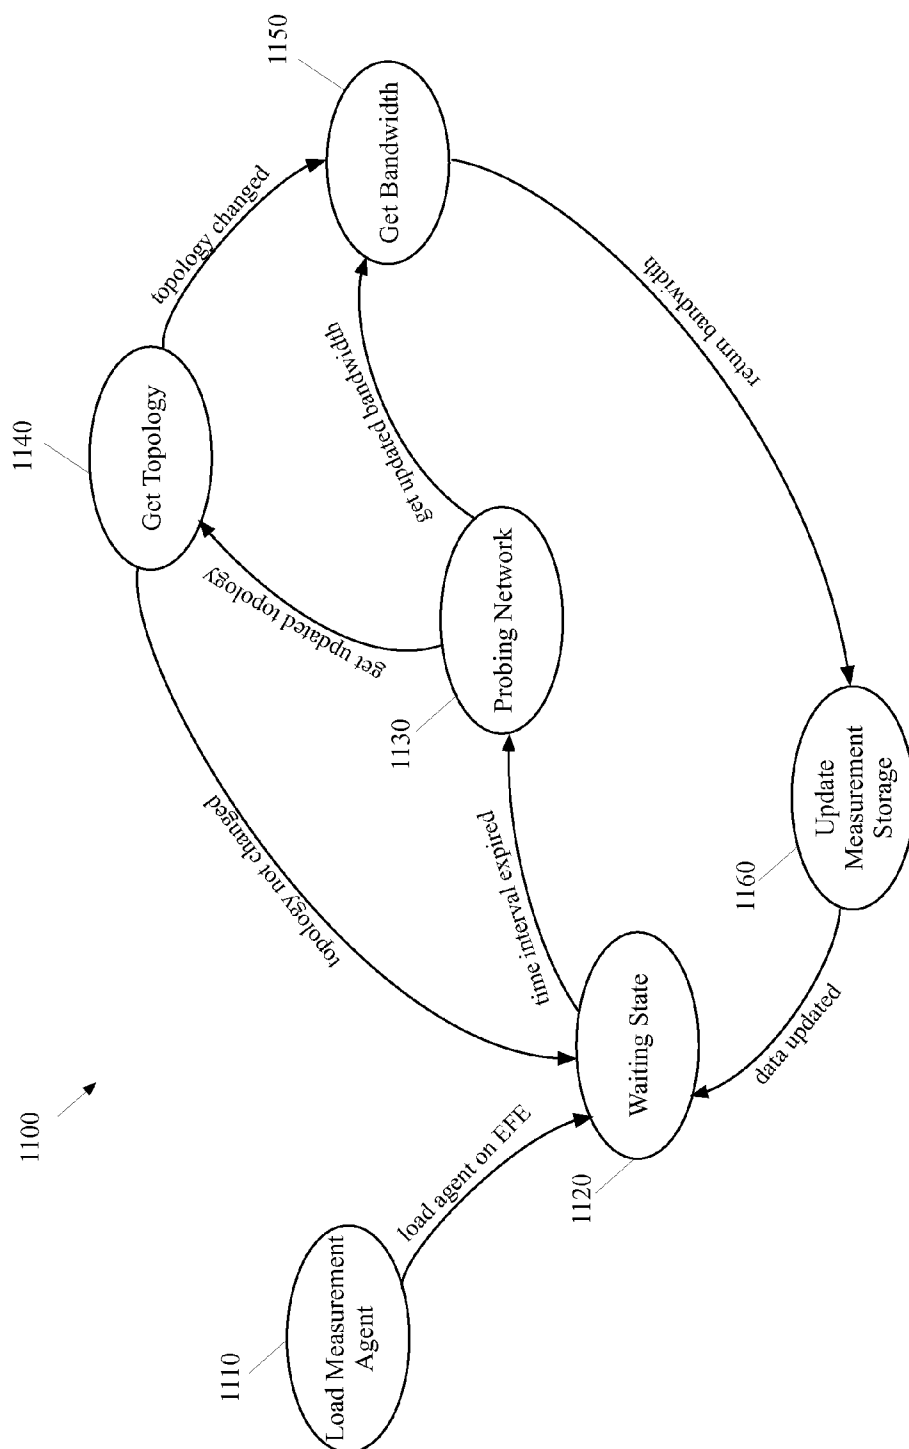 1100
1110
Load Measurement
Agent
load agent on EFE
1120
Waiting State
time interval expired
topology not changed
1130
Probing Network
get updated topology
get updated bandwidth
1140
Get Topology
topology changed
1150
Get Bandwidth
return bandwidth
1160
Update
Measurement
Storage
data updated